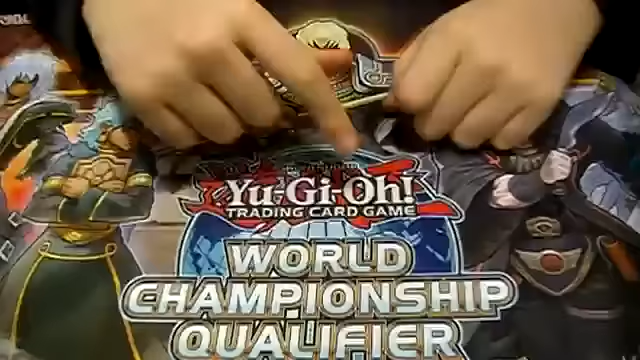 Yu-Gi-Oh!
TRADING CARD GAME
WORLD
CHAMPIONSHIP
QUALIFIER